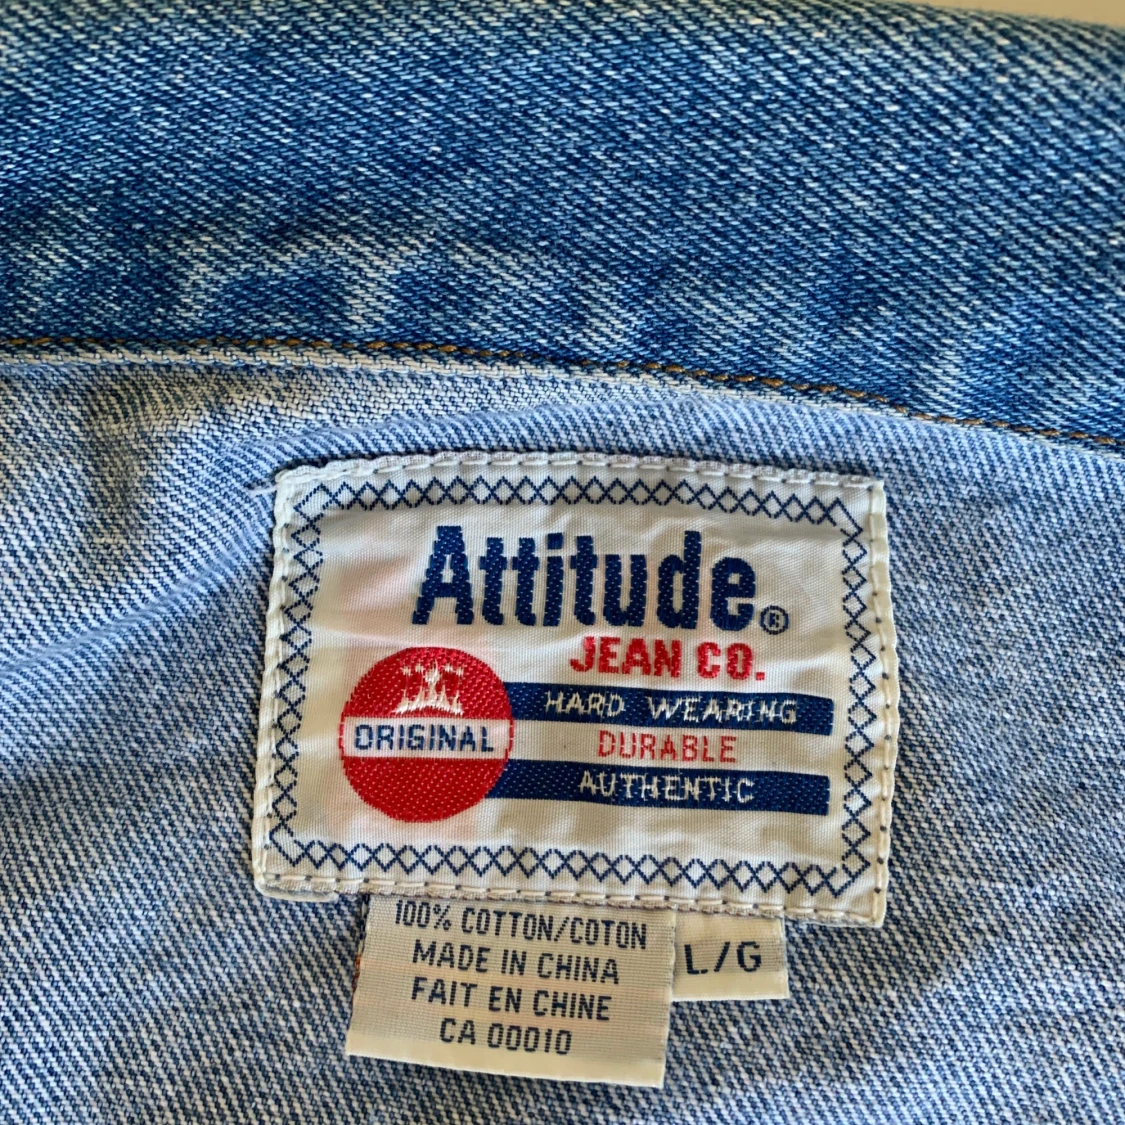 Attitude®
JEAN CO.
HARD WEARING
ORIGINAL
DURABLE
AUTHENTIC
100% COTTON/COTON
MADE IN CHINA
FAIT EN CHINE
CA 00010
L/G